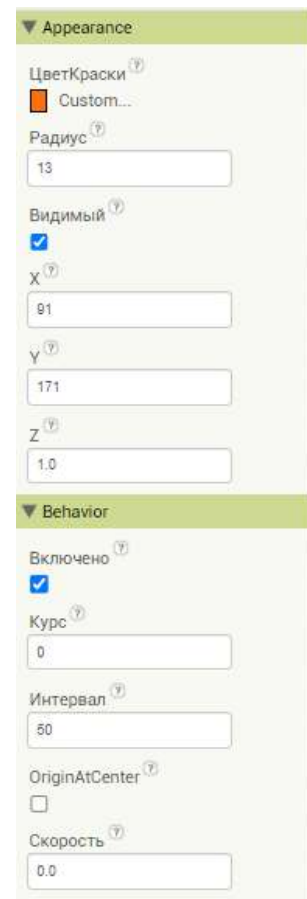 Appearance
ЦветКраски ?
Custom...
Радиус ?
13
Видимый ?
X ?
91
Y ?
171
Z ?
1.0
Behavior
Включено ?
Курс ?
0
Интервал ?
50
OriginAtCenter ?
Скорость ?
0.0